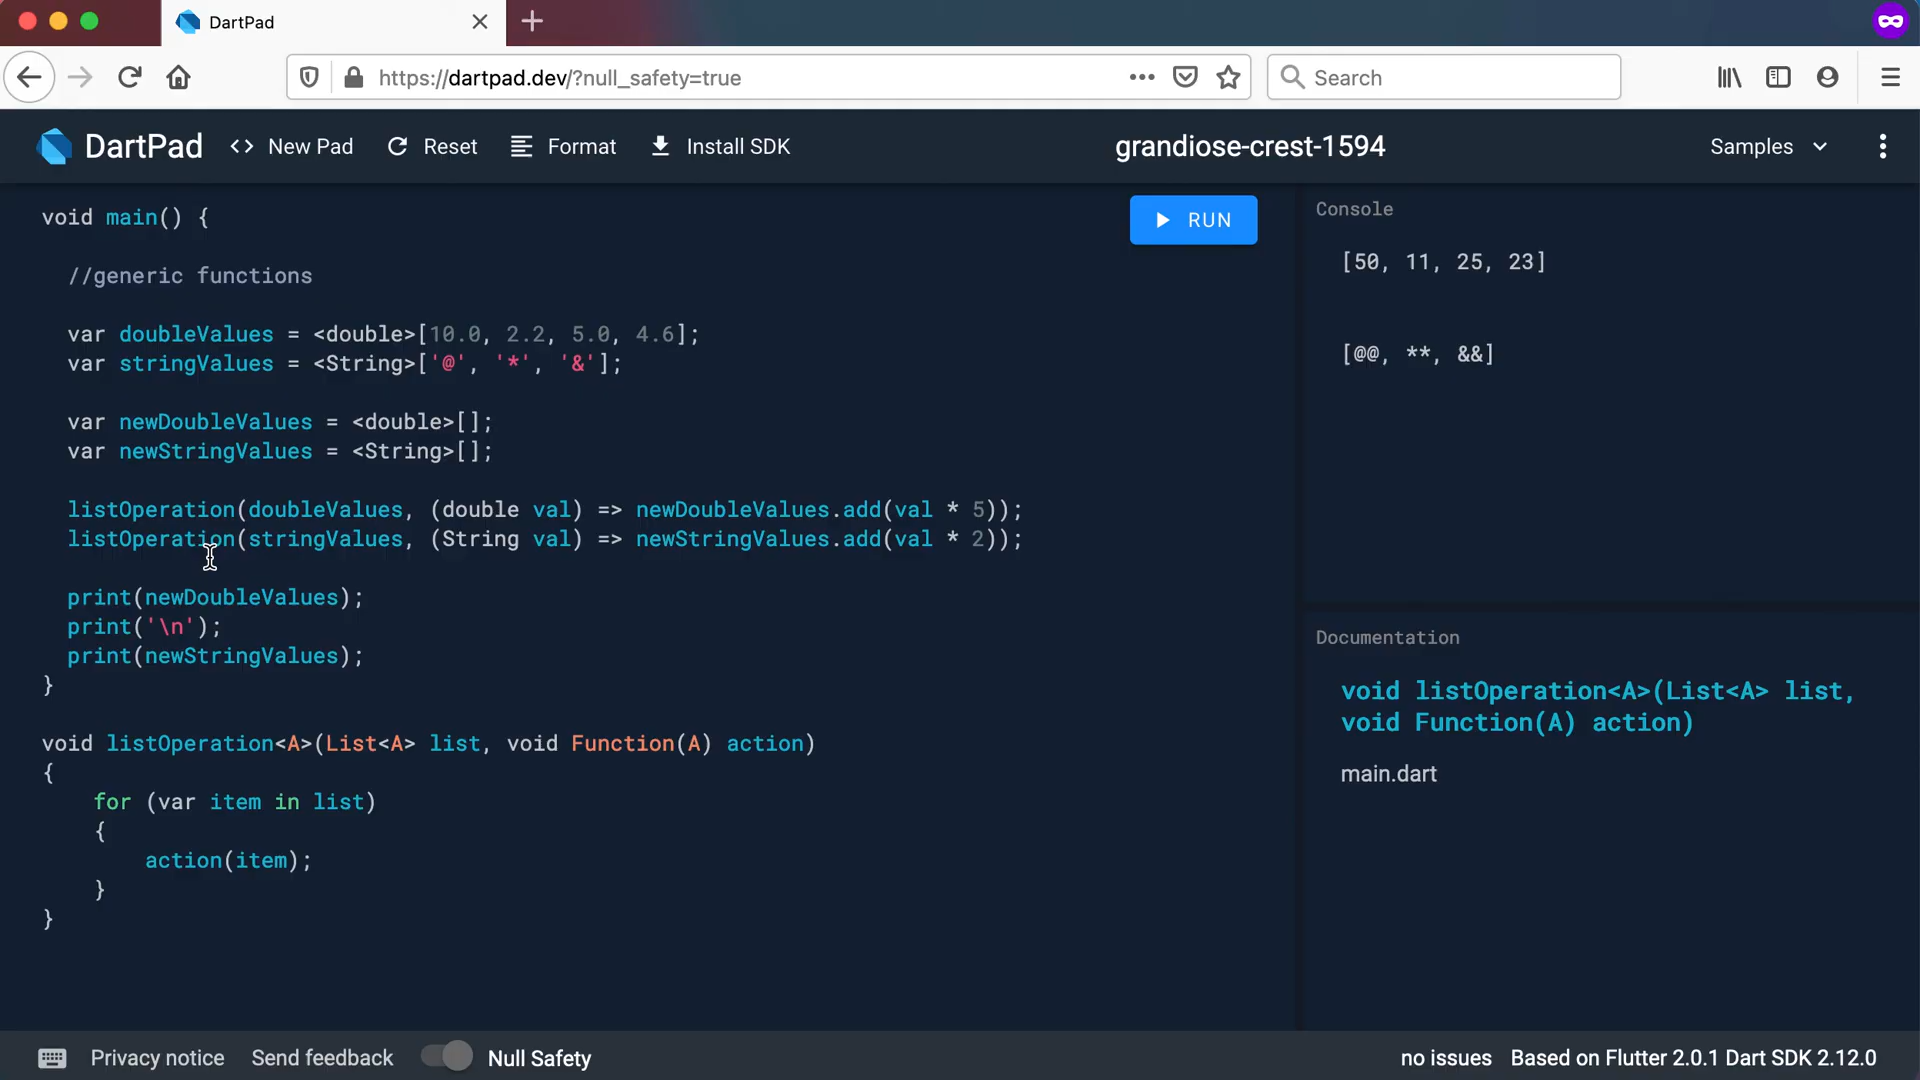 DartPad
https://dartpad.dev/?null_safety=true
Search
DartPad
<> New Pad
Reset
Format
Install SDK
grandiose-crest-1594
Samples
void main() {
//generic functions
var doubleValues = <double>[10.0, 2.2, 5.0, 4.6];
var stringValues = <String>['@', '*', '&'];
var newDoubleValues = <double>[];
var newStringValues = <String>[];
listOperation(doubleValues, (double val) => newDoubleValues.add(val * 5));
listOperation(stringValues, (String val) => newStringValues.add(val * 2));
print(newDoubleValues);
print('\n');
print(newStringValues);
}
void listOperation<A>(List<A> list, void Function(A) action)
{
for (var item in list)
{
action(item);
}
}
RUN
Console
[50, 11, 25, 23]
[@@, **, &&]
Documentation
void listOperation<A>(List<A> list,
void Function(A) action)
main.dart
Privacy notice
Send feedback
Null Safety
no issues
Based on Flutter 2.0.1 Dart SDK 2.12.0